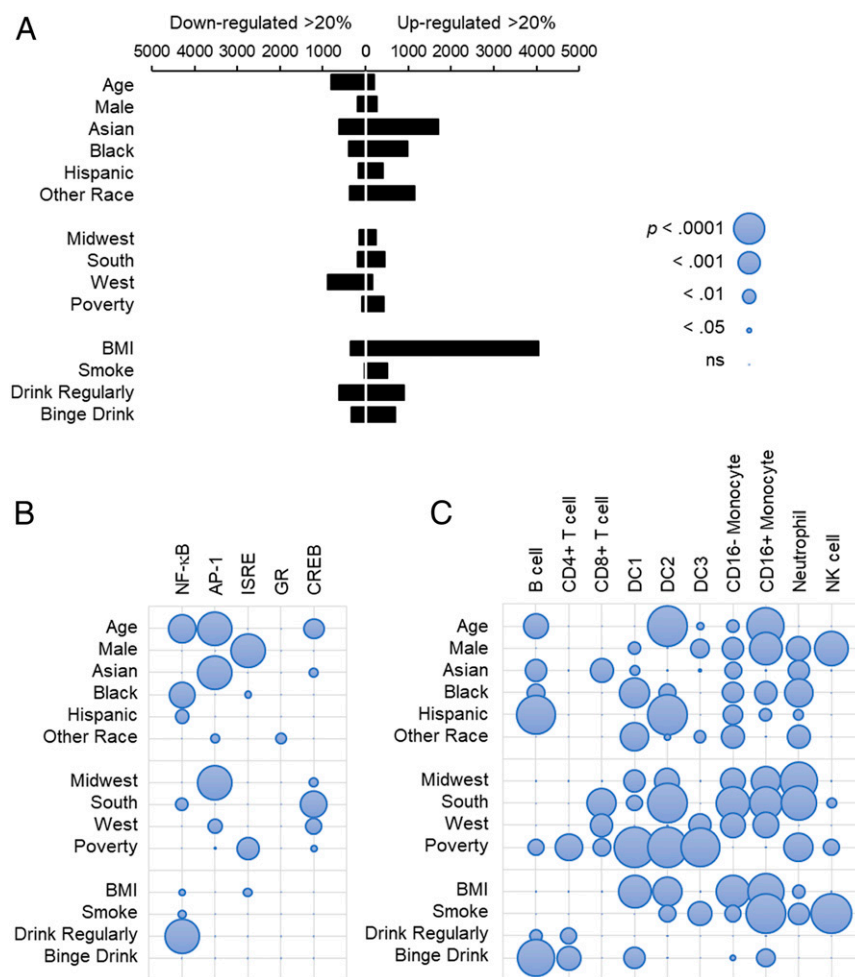 A
Down-regulated >20% Up-regulated >20%
5000 4000 3000 2000 1000 0 1000 2000 3000 4000 5000
Age
Male
Asian
Black
Hispanic
Other Race
Midwest
South
West
Poverty
BMI
Smoke
Drink Regularly
Binge Drink
p < .0001
< .001
< .01
< .05
ns
B
NF-κB
AP-1
ISRE
GR
CREB
Age
Male
Asian
Black
Hispanic
Other Race
Midwest
South
West
Poverty
BMI
Smoke
Drink Regularly
Binge Drink
C
B cell
CD4+ T cell
CD8+ T cell
DC1
DC2
DC3
CD16- Monocyte
CD16+ Monocyte
Neutrophil
NK cell
Age
Male
Asian
Black
Hispanic
Other Race
Midwest
South
West
Poverty
BMI
Smoke
Drink Regularly
Binge Drink